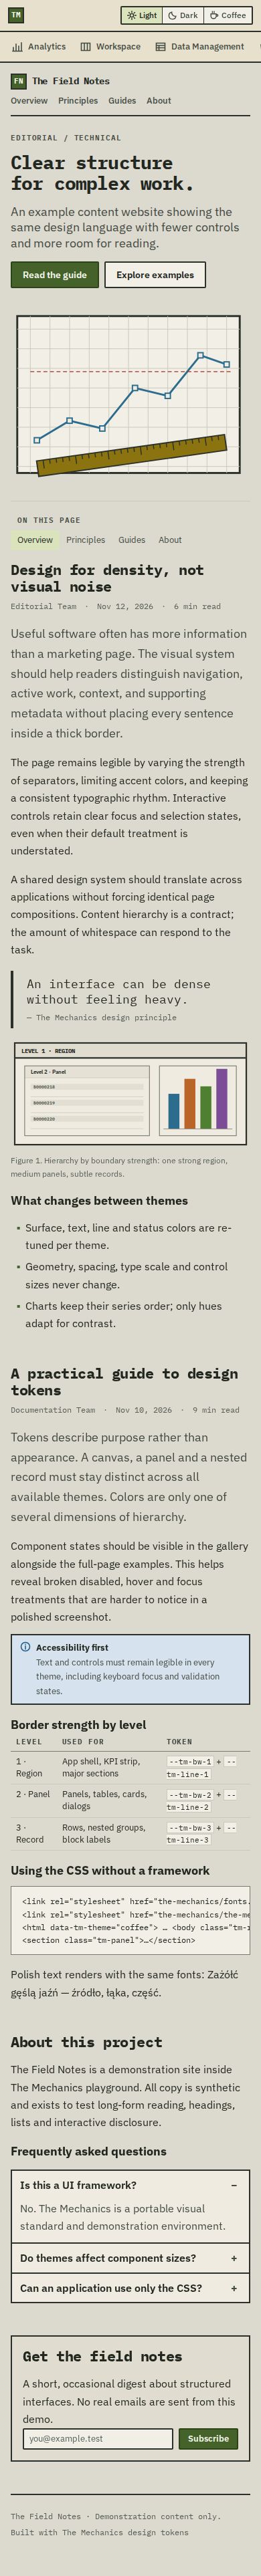 TM
Light
Dark
Coffee
Analytics
Workspace
Data Management
FN
The Field Notes
Overview
Principles
Guides
About
EDITORIAL / TECHNICAL
Clear structure
for complex work.
An example content website showing the
same design language with fewer controls
and more room for reading.
Read the guide
Explore examples
ON THIS PAGE
Overview
Principles
Guides
About
Design for density, not
visual noise
Editorial Team · Nov 12, 2026 · 6 min read
Useful software often has more information
than a marketing page. The visual system
should help readers distinguish navigation,
active work, context, and supporting
metadata without placing every sentence
inside a thick border.
The page remains legible by varying the strength
of separators, limiting accent colors, and keeping
a consistent typographic rhythm. Interactive
controls retain clear focus and selection states,
even when their default treatment is
understated.
A shared design system should translate across
applications without forcing identical page
compositions. Content hierarchy is a contract;
the amount of whitespace can respond to the
task.
An interface can be dense
without feeling heavy.
— The Mechanics design principle
LEVEL 1 · REGION
Level 2 · Panel
Figure 1. Hierarchy by boundary strength: one strong region,
medium panels, subtle records.
What changes between themes
▪ Surface, text, line and status colors are re-
tuned per theme.
▪ Geometry, spacing, type scale and control
sizes never change.
▪ Charts keep their series order; only hues
adapt for contrast.
A practical guide to design
tokens
Documentation Team · Nov 10, 2026 · 9 min read
Tokens describe purpose rather than
appearance. A canvas, a panel and a nested
record must stay distinct across all
available themes. Colors are only one of
several dimensions of hierarchy.
Component states should be visible in the gallery
alongside the full-page examples. This helps
reveal broken disabled, hover and focus
treatments that are harder to notice in a
polished screenshot.
Accessibility first
Text and controls must remain legible in every
theme, including keyboard focus and validation
states.
Border strength by level
LEVEL USED FOR TOKEN
1 · App shell, KPI strip, --tm-bw-1 + --
Region major sections tm-line-1
2 · Panel Panels, tables, cards, --tm-bw-2 + --
dialogs tm-line-2
3 · Rows, nested groups, --tm-bw-3 + --
Record block labels tm-line-3
Using the CSS without a framework
<link rel="stylesheet" href="the-mechanics/fonts.
<link rel="stylesheet" href="the-mechanics/the-me
<html data-tm-theme="coffee"> … <body class="tm-r
<section class="tm-panel">…</section>
Polish text renders with the same fonts: Zażółć
gęślą jaźń — źródło, łąka, część.
About this project
The Field Notes is a demonstration site inside
The Mechanics playground. All copy is synthetic
and exists to test long-form reading, headings,
lists and interactive disclosure.
Frequently asked questions
Is this a UI framework? −
No. The Mechanics is a portable visual
standard and demonstration environment.
Do themes affect component sizes? +
Can an application use only the CSS? +
Get the field notes
A short, occasional digest about structured
interfaces. No real emails are sent from this
demo.
you@example.test
Subscribe
The Field Notes · Demonstration content only.
Built with The Mechanics design tokens